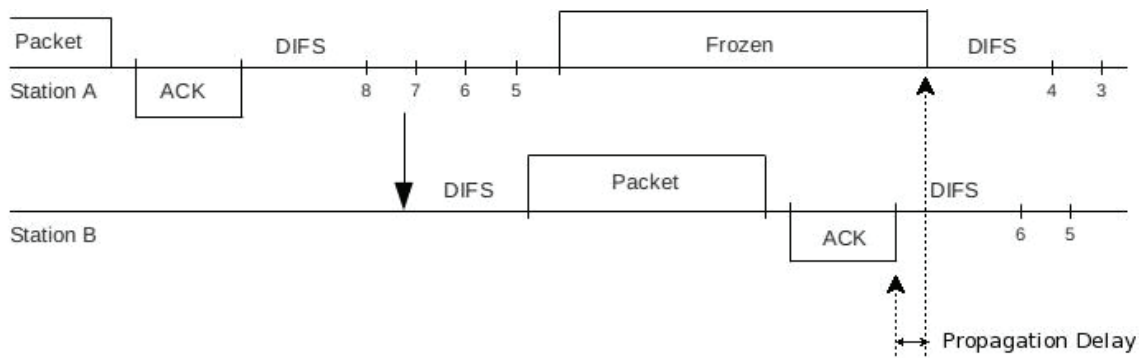 Packet DIFS Frozen DIFS
Station A ACK 8 7 6 5 4 3
DIFS Packet DIFS
Station B ACK 6 5
Propagation Delay